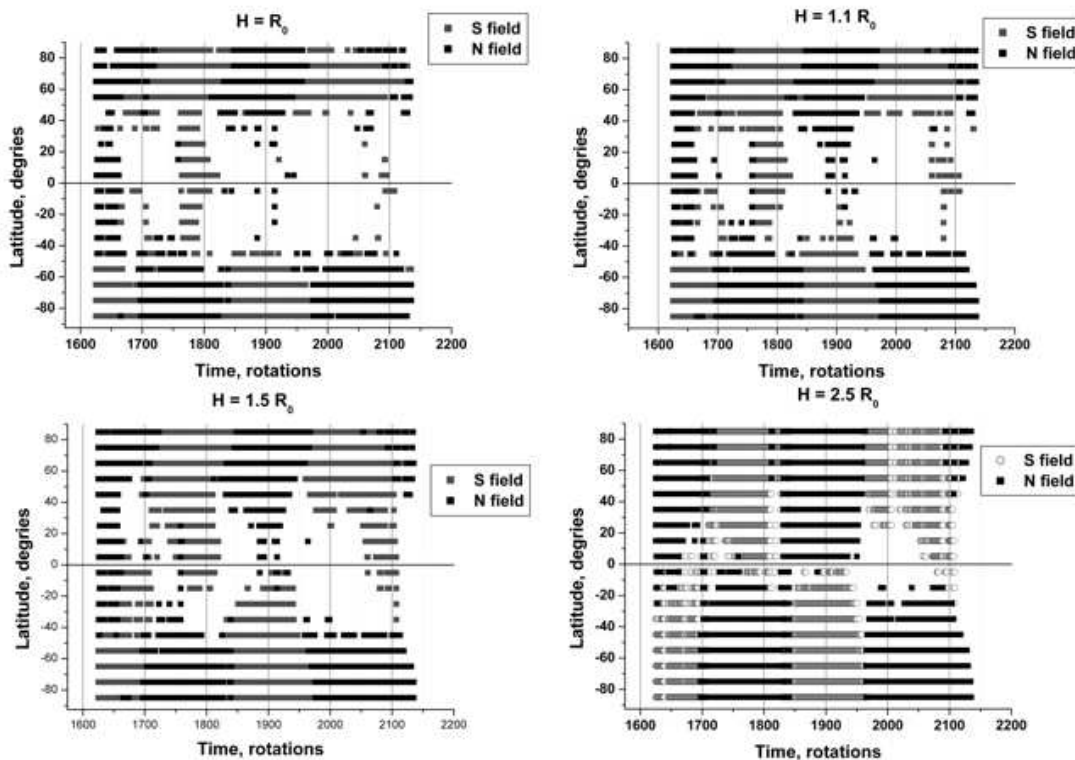 H = R0
S field
N field
Latitude, degries
80
60
40
20
0
-20
-40
-60
-80
1600 1700 1800 1900 2000 2100 2200
Time, rotations
H = 1.1 R0
S field
N field
Latitude, degries
80
60
40
20
0
-20
-40
-60
-80
1600 1700 1800 1900 2000 2100 2200
Time, rotations
H = 1.5 R0
S field
N field
Latitude, degries
80
60
40
20
0
-20
-40
-60
-80
1600 1700 1800 1900 2000 2100 2200
Time, rotations
H = 2.5 R0
S field
N field
Latitude, degries
80
60
40
20
0
-20
-40
-60
-80
1600 1700 1800 1900 2000 2100 2200
Time, rotations